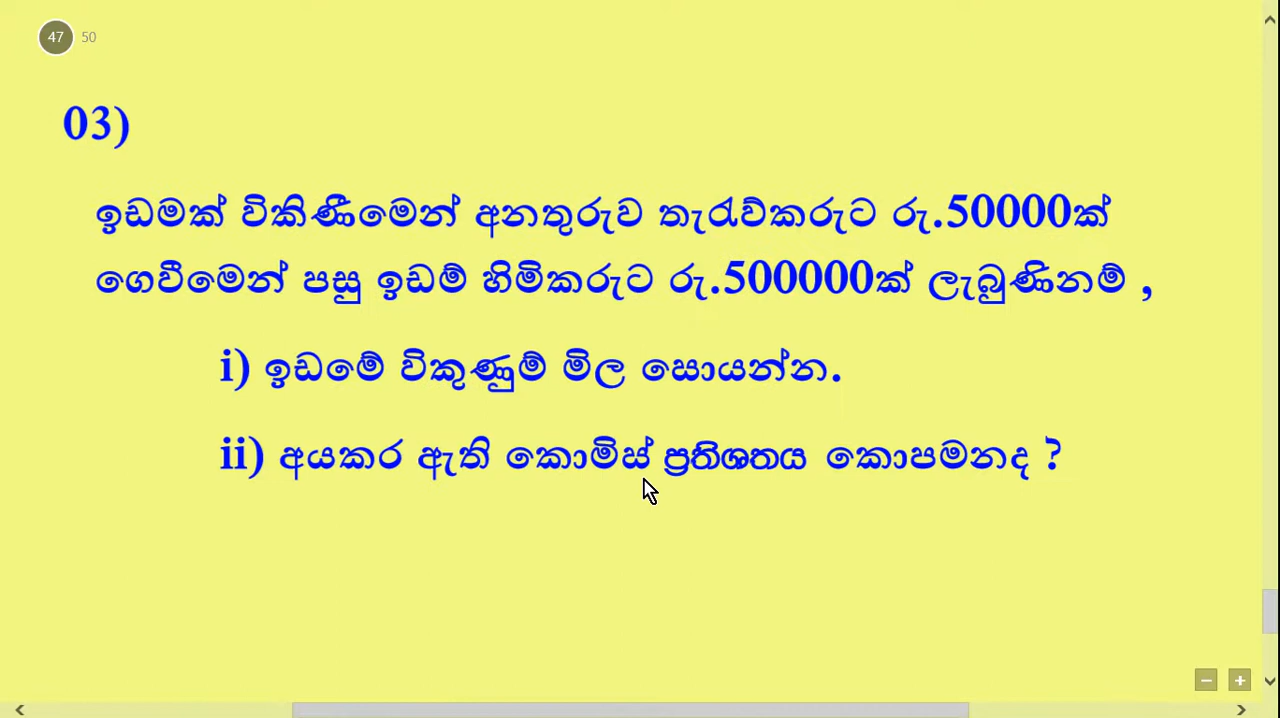 47 50
03)
ඉඩමක් විකිණීමෙන් අනතුරුව තැරැව්කරුට රු.50000ක්
ගෙවීමෙන් පසු ඉඩම් හිමිකරුට රු.500000ක් ලැබුණිනම් ,
i) ඉඩමේ විකුණුම් මිල සොයන්න.
ii) අයකර ඇති කොමිස් ප්‍රතිශතය කොපමනද ?